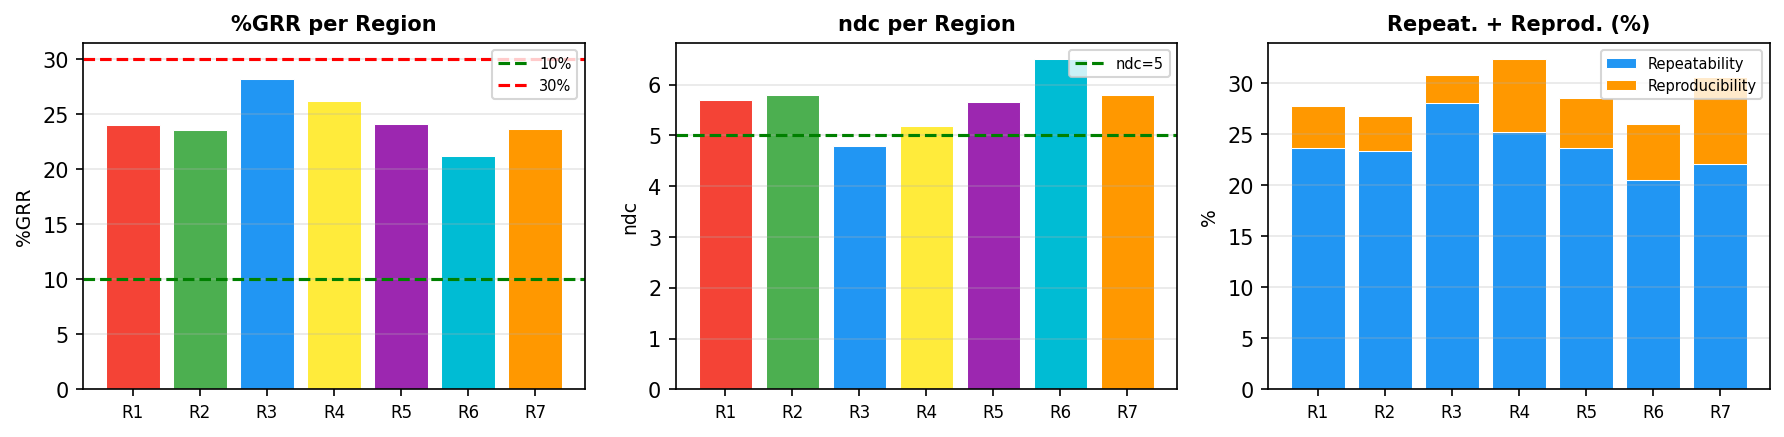 %GRR per Region
%GRR
30
25
20
15
10
5
0
10%
30%
R1 R2 R3 R4 R5 R6 R7
ndc per Region
ndc
6
5
4
3
2
1
0
ndc=5
R1 R2 R3 R4 R5 R6 R7
Repeat. + Reprod. (%)
%
30
25
20
15
10
5
0
Repeatability
Reproducibility
R1 R2 R3 R4 R5 R6 R7